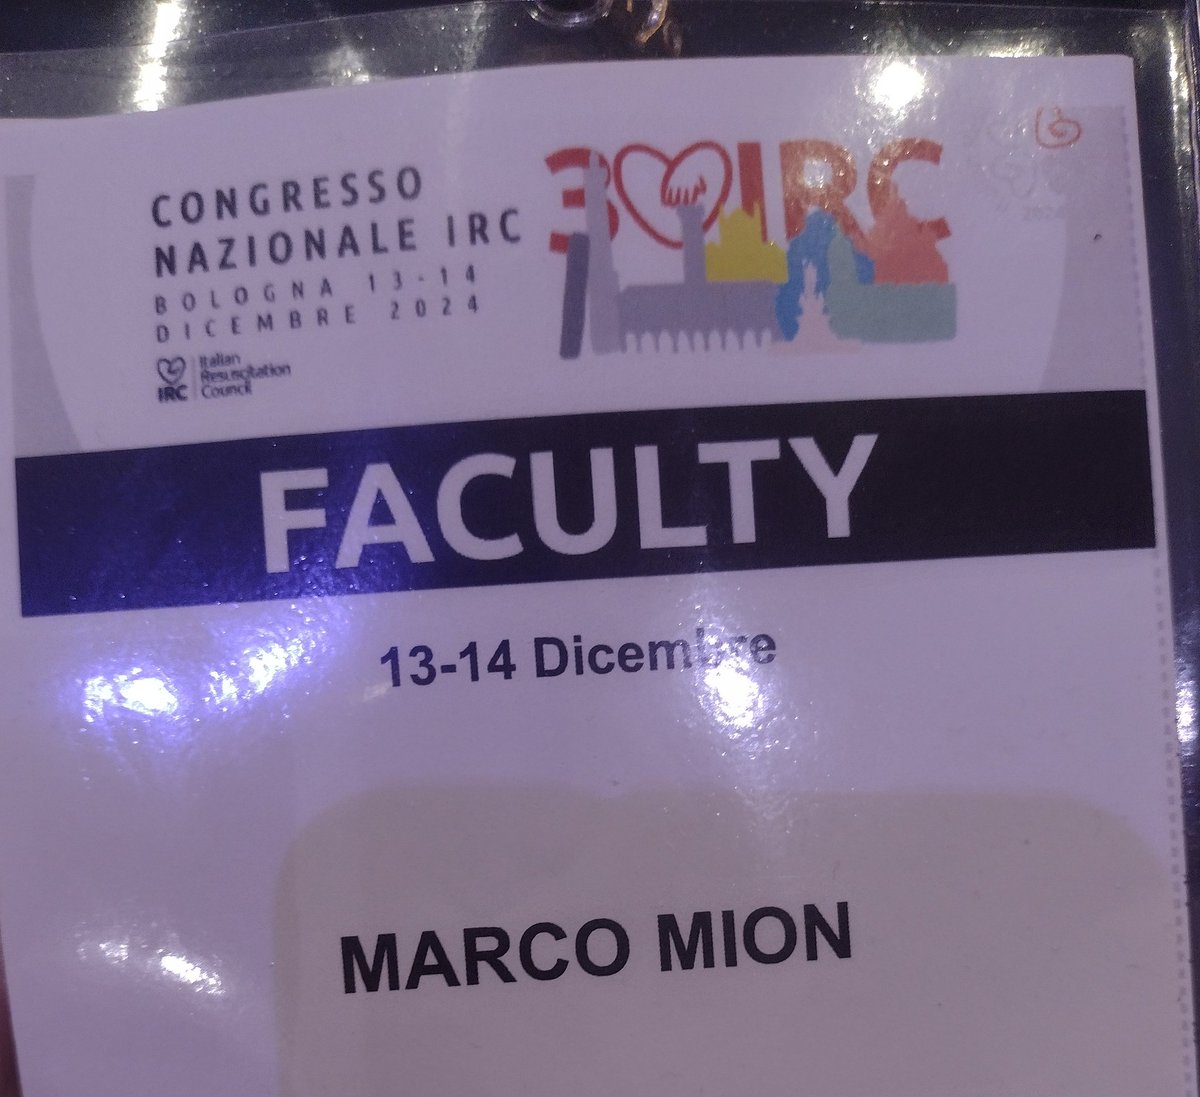 CONGRESSO
NAZIONALE IRC
BOLOGNA 13-14
DICEMBRE 2024
IRC
Italian
Resuscitation
Council
30 IRC
FACULTY
13-14 Dicembre
MARCO MION